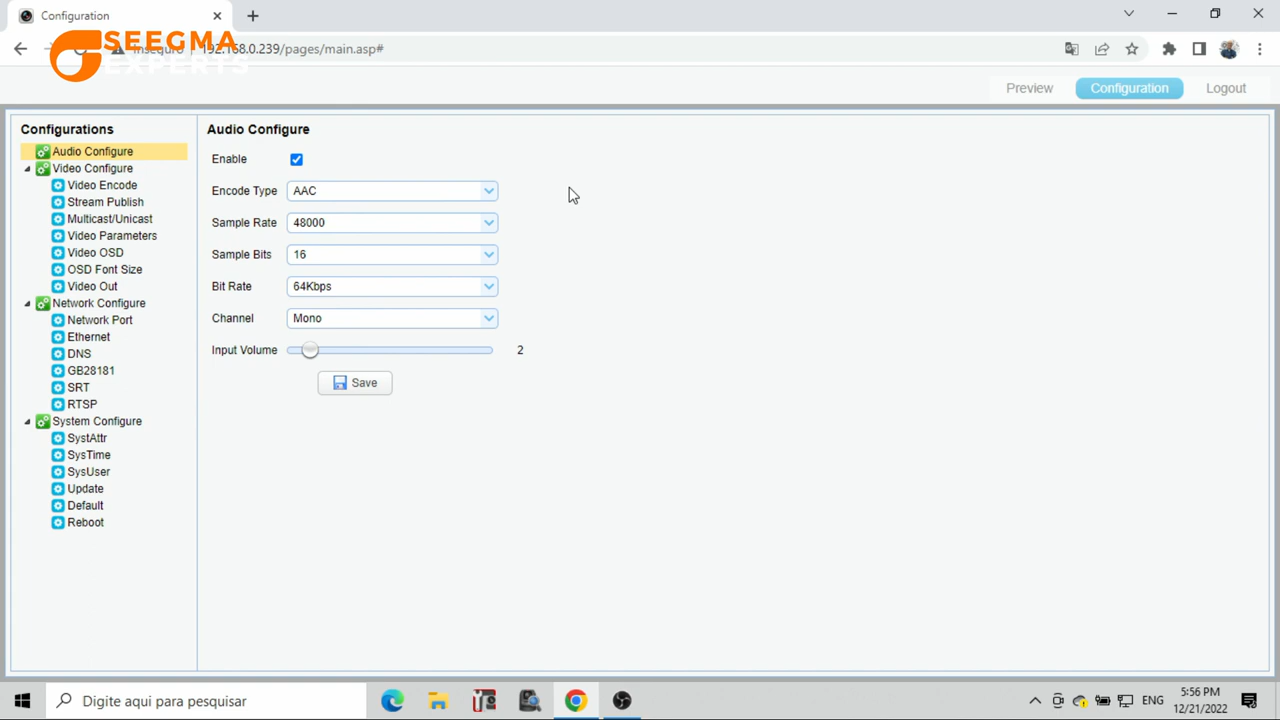 Configuration
SEEGMA
EXPERTS
Inseguro
192.168.0.239/pages/main.asp#
Preview
Configuration
Logout
Configurations
Audio Configure
Video Configure
Video Encode
Stream Publish
Multicast/Unicast
Video Parameters
Video OSD
OSD Font Size
Video Out
Network Configure
Network Port
Ethernet
DNS
GB28181
SRT
RTSP
System Configure
SystAttr
SysTime
SysUser
Update
Default
Reboot
Audio Configure
Enable
Encode Type AAC
Sample Rate 48000
Sample Bits 16
Bit Rate 64Kbps
Channel Mono
Input Volume 2
Save
Digite aqui para pesquisar
ENG
5:56 PM
12/21/2022